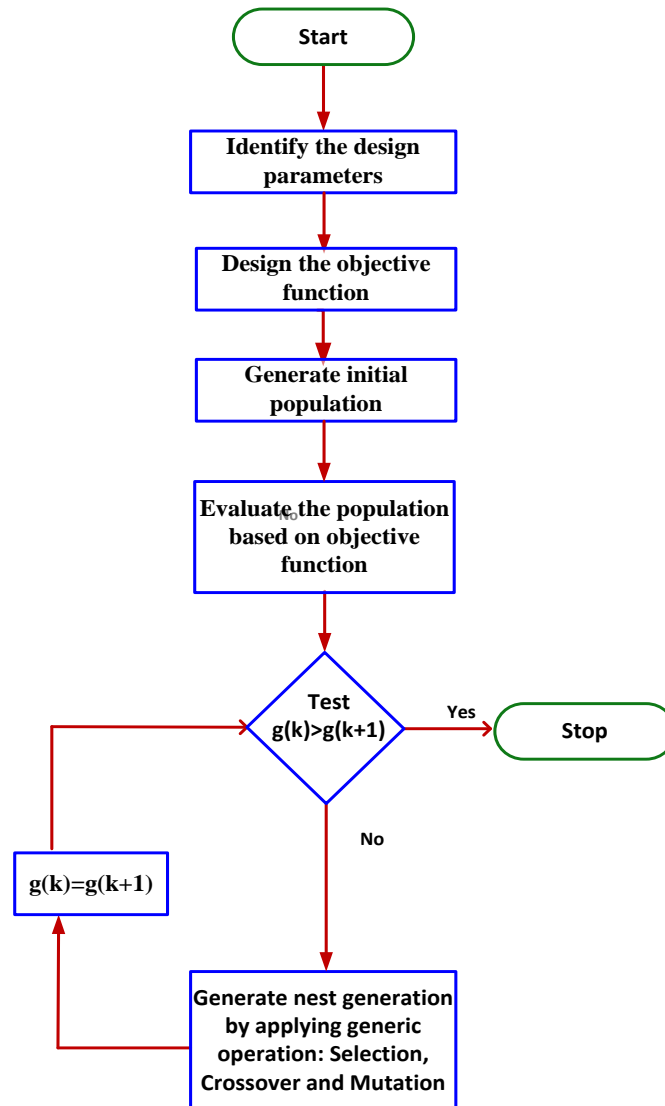 Start
Identify the design
parameters
Design the objective
function
Generate initial
population
Evaluate the population
No
based on objective
function
Test
g(k)>g(k+1)
Yes
Stop
No
g(k)=g(k+1)
Generate nest generation
by applying generic
operation: Selection,
Crossover and Mutation